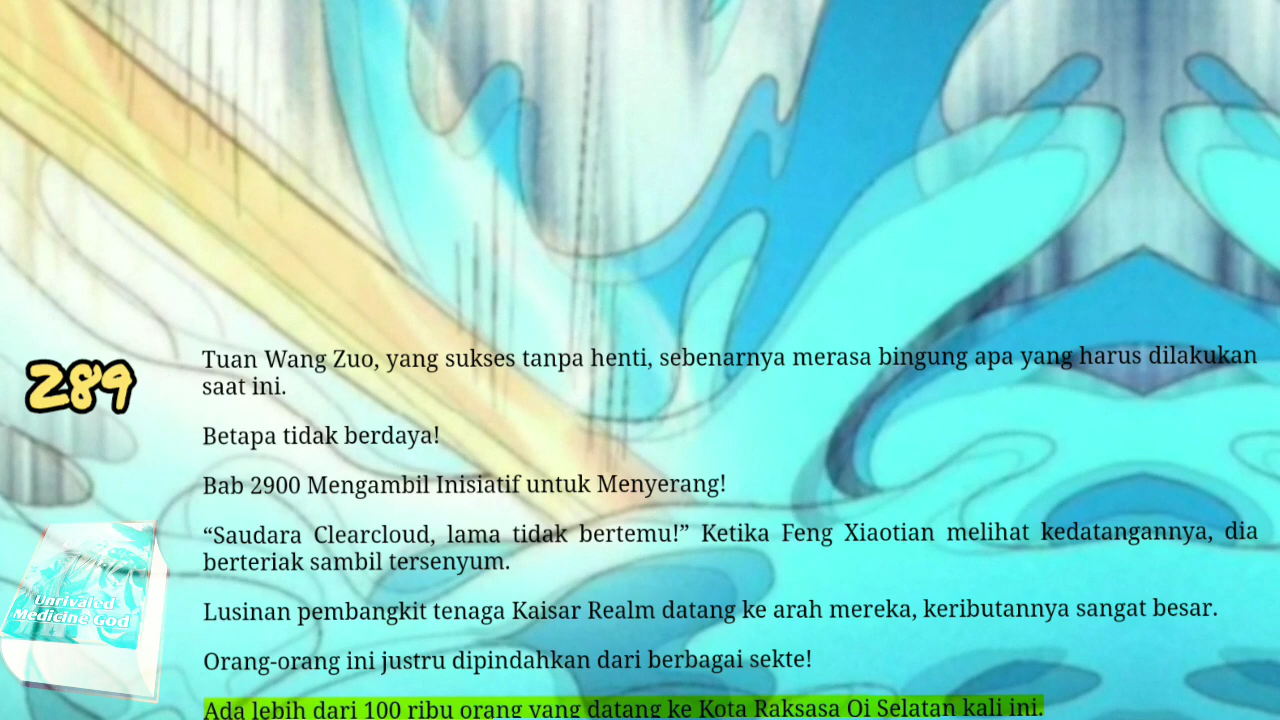 289
Tuan Wang Zuo, yang sukses tanpa henti, sebenarnya merasa bingung apa yang harus dilakukan
saat ini.
Betapa tidak berdaya!
Bab 2900 Mengambil Inisiatif untuk Menyerang!
“Saudara Clearcloud, lama tidak bertemu!” Ketika Feng Xiaotian melihat kedatangannya, dia
berteriak sambil tersenyum.
Lusinan pembangkit tenaga Kaisar Realm datang ke arah mereka, keributannya sangat besar.
Unrivaled
Medicine God
Orang-orang ini justru dipindahkan dari berbagai sekte!
Ada lebih dari 100 ribu orang yang datang ke Kota Raksasa Qi Selatan kali ini.